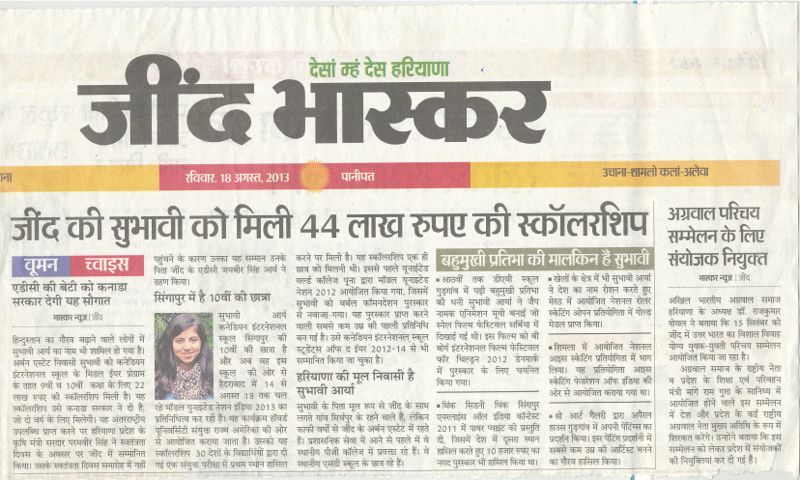 देसां म्हं देस हरियाणा
जींद भास्कर
रविवार. 18 अगस्त, 2013
पानीपत
उचाना-शामलो कलां-अलेवा
जींद की सुभावी को मिली 44 लाख रुपए की स्कॉलरशिप
वूमन च्वाइस
एडीसी की बेटी को कनाडा
सरकार देगी यह सौगात
भास्कर न्यूज | जींद
हिन्दुस्तान का गौरव बढ़ाने वाले लोगों में
सुभावी आर्य का नाम भी शामिल हो गया है।
अर्बन एस्टेट निवासी सुभावी को कनेडियन
इंटरनेशनल स्कूल के मिडल ईयर प्रोग्राम
के तहत 9वीं व 10वीं कक्षा के लिए 22
लाख रुपए की स्कॉलरशिप मिली है। यह
स्कॉलरशिप उसे कनाडा सरकार ने दी है,
जो दो वर्ष के लिए मिलेगी। यह अंतरराष्ट्रीय
उपलब्धि प्राप्त करने पर हरियाणा प्रदेश के
कृषि मंत्री सरदार परमवीर सिंह ने स्वतंत्रता
दिवस के अवसर पर जींद में सम्मानित
किया। उसके स्वतंत्रता दिवस समारोह में नहीं
पहुंचने के कारण उनका यह सम्मान उनके
पिता जींद के एडीसी जयवीर सिंह आर्य ने
ग्रहण किया।
सिंगापुर में है 10वीं की छात्रा
सुभावी आर्य
कनेडियन इंटरनेशनल
स्कूल सिंगापुर की
10वीं की छात्रा है
और अब वह इस
स्कूल की ओर से
हैदराबाद में 14 से
अगस्त 18 तक चल
रहे मॉडल यूनाइटेड नेशन इंडिया 2013 का
प्रतिनिधित्व कर रही है। यह कार्यक्रम हॉवर्ड
यूनिवर्सिटी संयुक्त राज्य अमेरिका की ओर
से आयोजित कराया जाता है। उसको यह
स्कॉलरशिप 30 देशों के विद्यार्थियों द्वारा दी
गई एक संयुक्त परीक्षा में प्रथम स्थान हासिल
करने पर मिली है। यह स्कॉलरशिप एक ही
छात्र को मिलनी थी। इससे पहले यूनाईटेड
वर्ल्ड कॉलेज पूना द्वारा मॉडल यूनाइटेड
नेशन 2012 आयोजित किया गया, जिसमें
सुभावी को वर्बल कॉमनदेशन पुरस्कार
से नवाजा गया। यह पुरस्कार प्राप्त करने
वाली सबसे कम उम्र की पहली प्रतिनिधि
बन गई है। उसे कनेडियन इंटरनेशनल स्कूल
स्टूडेंटस ऑफ द ईयर 2012-14 से भी
सम्मानित किया जा चुका है।
हरियाणा की मूल निवासी है
सुभावी आर्या
सुभावी के पिता मूल रूप से जींद के साथ
लगते गांव मिर्चपुर के रहने वाले हैं, लेकिन
काफी वर्षों से जींद के अर्बन एस्टेट में रहते
हैं। प्रशासनिक सेवा में आने से पहले में वे
स्थानीय पीजी कॉलेज में प्रवक्ता रहे हैं। वे
स्थानीय एसडी स्कूल के छात्र रहे हैं।
बहुमुखी प्रतिभा की मालकिन है सुभावी
▪ आठवीं तक डीएवी स्कूल
गुड़गांव में पढ़ी बहुमुखी प्रतिभा
की धनी सुभावी आर्या ने वैप
नामक एनिमेशन मूवी बनाई जो
स्नेल फिल्म फेस्टिवल सर्बिया में
दिखाई गई थी। इस फिल्म को बी
बोर्ग इंटरनेशनल फिल्म फेस्टिवल
फॉर चिल्ड्रन 2012 डेनमार्क
में पुरस्कार के लिए चयनित
किया गया।
▪ थिंक सिडनी थिंक सिंगापुर
एयरलाइंस ऑल इंडिया कॉन्टेस्ट
2011 में पावर प्वाइंट की प्रस्तुति
दी, जिसमें देश में दूसरा स्थान
हासिल करते हुए 10 हजार रुपए का
नगद पुरस्कार भी हासिल किया था।
▪ खेलों के क्षेत्र में भी सुभावी आर्या
ने देश का नाम रोशन करते हुए
मेरठ में आयोजित नेशनल रोलर
स्केटिंग ओपन प्रतियोगिता में गोल्ड
मेडल प्राप्त किया।
▪ शिमला में आयोजित नेशनल
आइस स्केटिंग प्रतियोगिता में भाग
लिया। यह प्रतियोगिता आइस
स्केटिंग फेडरेशन ऑफ इंडिया की
ओर से आयोजित कराया गया था।
▪ श्री आर्ट गैलरी द्वारा अपैरल
हाउस गुड़गांव में अपनी पेंटिंग्स का
प्रदर्शन किया। इस पेंटिंग प्रदर्शनी में
सबसे कम उम्र की आर्टिस्ट बनने
का गौरव हासिल किया।
अग्रवाल परिचय
सम्मेलन के लिए
संयोजक नियुक्त
भास्कर न्यूज | जींद
अखिल भारतीय अग्रवाल समाज
हरियाणा के अध्यक्ष डॉ. राजकुमार
गोयल ने बताया कि 15 सितंबर को
जींद में उत्तर भारत का विशाल विवाह
योग्य युवक-युवती परिचय सम्मेलन
आयोजित किया जा रहा है।
अग्रवाल समाज के राष्ट्रीय नेता
व प्रदेश के शिक्षा एवं परिवहन
मंत्री मांगे राम गुप्त के सानिध्य में
आयोजित होने वाले इस सम्मेलन
में देश और प्रदेश के कई राष्ट्रीय
अग्रवाल नेता मुख्य अतिथि के रूप में
शिरकत करेंगे। उन्होंने बताया कि इस
सम्मेलन को लेकर प्रदेश में संयोजकों
की नियुक्तियां कर दी गई है।